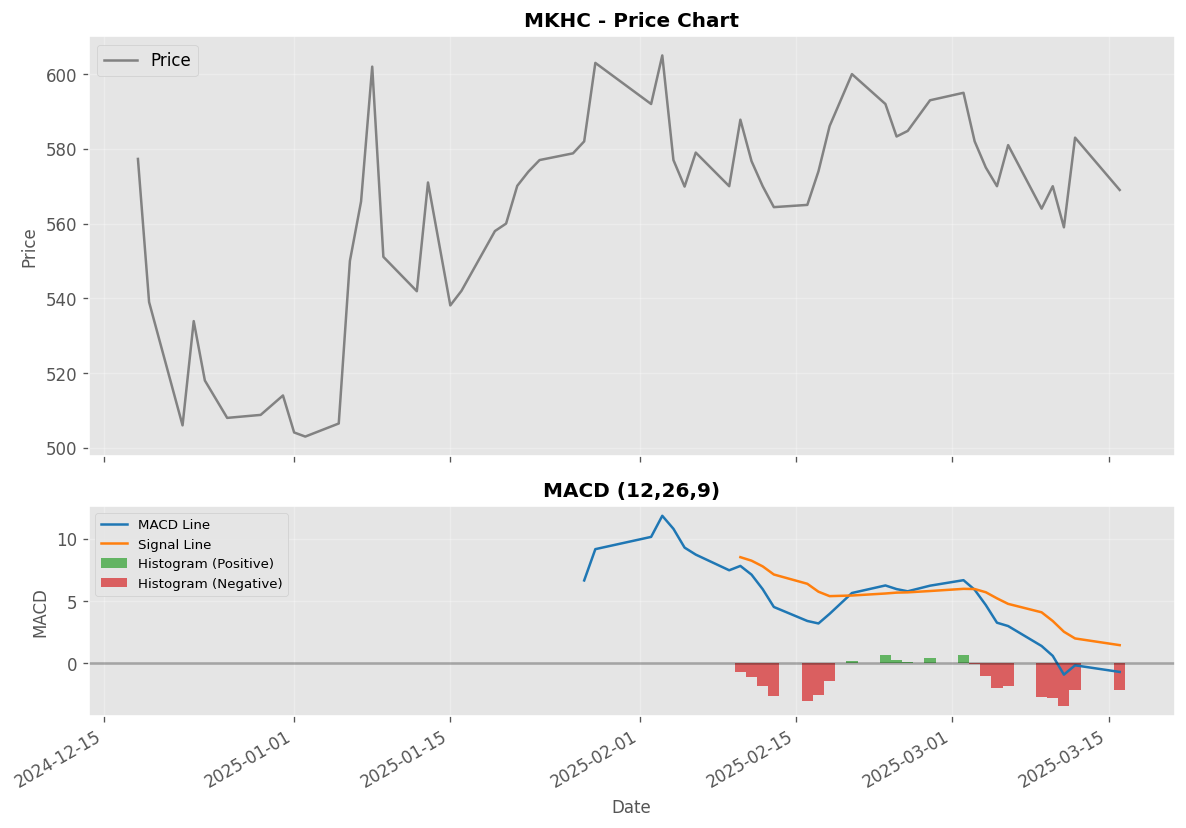 MKHC - Price Chart
Price
600
580
560
540
520
500
Price
MACD (12,26,9)
MACD Line
Signal Line
Histogram (Positive)
Histogram (Negative)
10
5
0
MACD
2024-12-15
2025-01-01
2025-01-15
2025-02-01
2025-02-15
2025-03-01
2025-03-15
Date